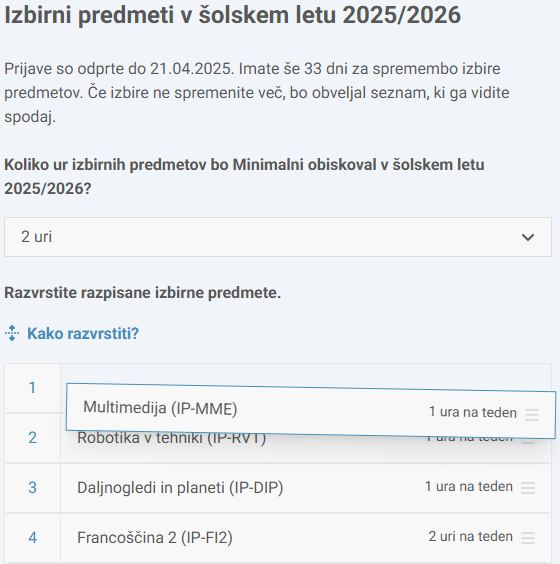 Izbirni predmeti v šolskem letu 2025/2026
Prijave so odprte do 21.04.2025. Imate še 33 dni za spremembo izbire
predmetov. Če izbire ne spremenite več, bo obveljal seznam, ki ga vidite
spodaj.
Koliko ur izbirnih predmetov bo Minimalni obiskoval v šolskem letu
2025/2026?
2 uri
Razvrstite razpisane izbirne predmete.
Kako razvrstiti?
1
Multimedija (IP-MME) 1 ura na teden
2 Robotika v tehniki (IP-RVT) 1 ura na teden
3 Daljnogledi in planeti (IP-DIP) 1 ura na teden
4 Francoščina 2 (IP-FI2) 2 uri na teden